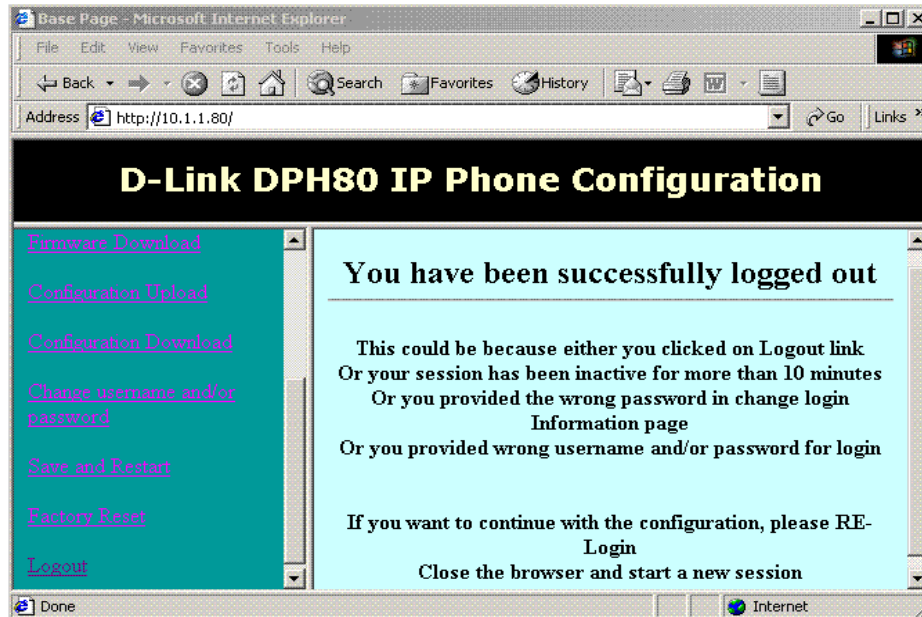 Base Page - Microsoft Internet Explorer
File Edit View Favorites Tools Help
Back Search Favorites History
Address http://10.1.1.80/ Go Links »
D-Link DPH80 IP Phone Configuration
Firmware Download
Configuration Upload
Configuration Download
Change username and/or
password
Save and Restart
Factory Reset
Logout
You have been successfully logged out
This could be because either you clicked on Logout link
Or your session has been inactive for more than 10 minutes
Or you provided the wrong password in change login
Information page
Or you provided wrong username and/or password for login
If you want to continue with the configuration, please RE-
Login
Close the browser and start a new session
Done Internet